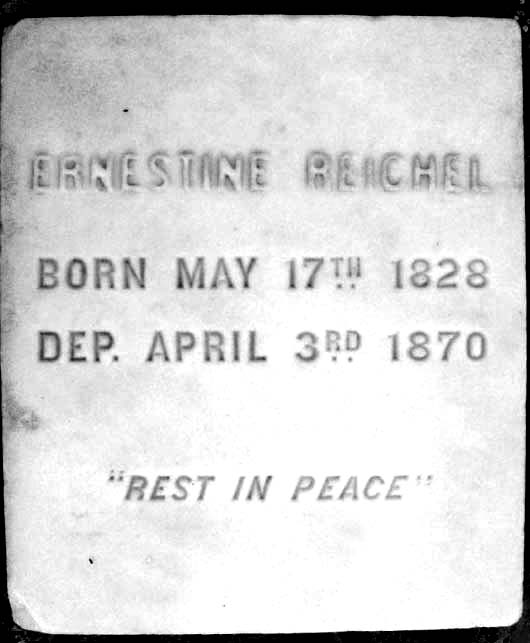 ERNESTINE REICHEL
BORN MAY 17TH 1828
DEP. APRIL 3RD 1870
"REST IN PEACE"